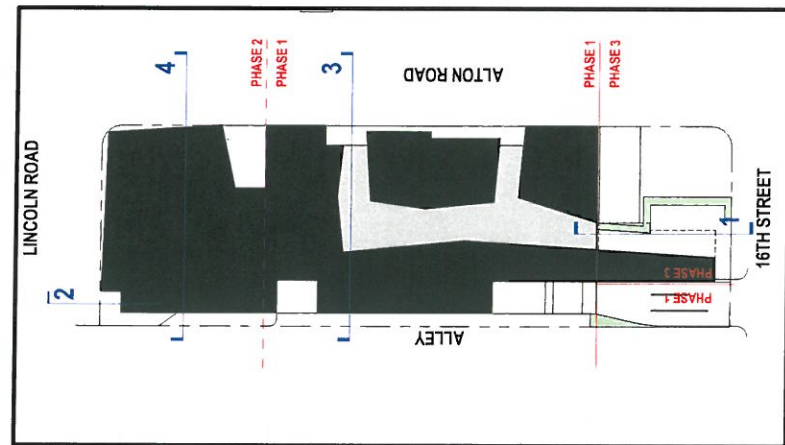 LINCOLN ROAD
4
PHASE 2
PHASE 1
3
ALTON ROAD
PHASE 1
PHASE 3
2
ALLEY
1
PHASE 3
PHASE 1
16TH STREET